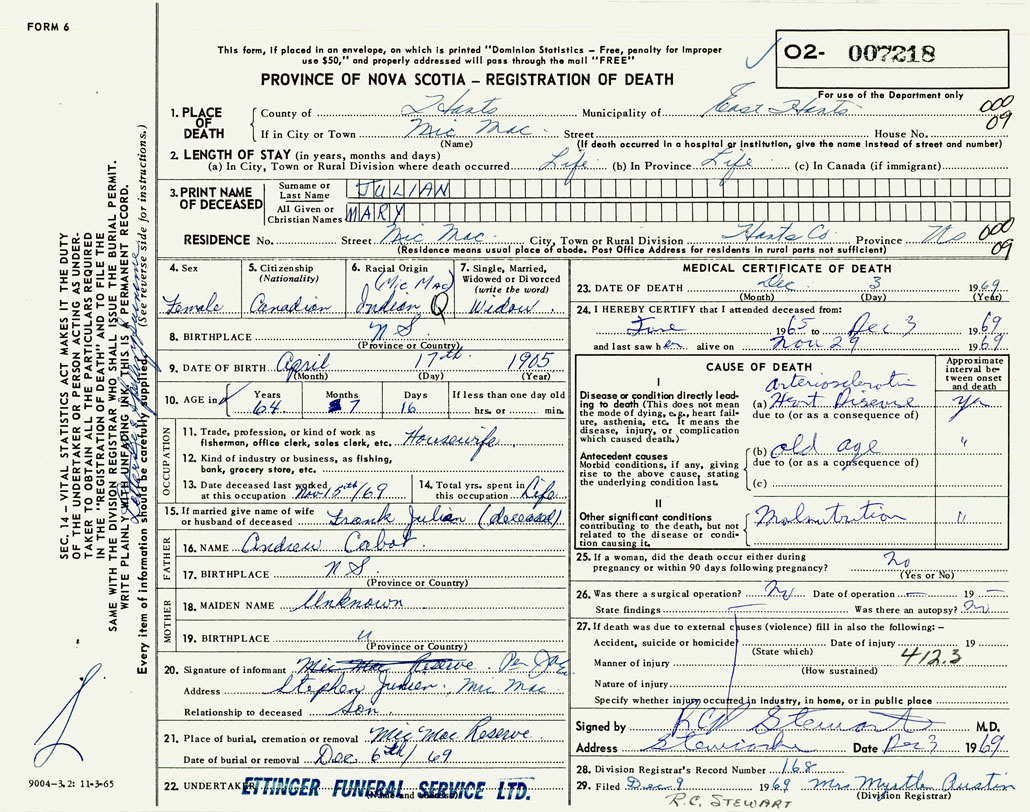 FORM 6
This form, if placed in an envelope, on which is printed "Dominion Statistics – Free, penalty for improper
use $50," and properly addressed will pass through the mail "FREE"
PROVINCE OF NOVA SCOTIA – REGISTRATION OF DEATH
O2- 007218
For use of the Department only
1. PLACE OF DEATH
County of Hants Municipality of East Hants 000
If in City or Town Mic Mac Street House No. 09
(Name) (If death occurred in a hospital or institution, give the name instead of street and number)
2. LENGTH OF STAY (in years, months and days)
(a) In City, Town or Rural Division where death occurred Life (b) In Province Life (c) In Canada (if immigrant)
3. PRINT NAME OF DECEASED
Surname or Last Name JULIAN
All Given or Christian Names MARY
RESIDENCE No. Street Mic Mac City, Town or Rural Division Hants Co. Province NS 000
(Residence means usual place of abode. Post Office Address for residents in rural parts not sufficient) 09
4. Sex Female
5. Citizenship (Nationality) Canadian
6. Racial Origin (Mic Mac) Indian Q
7. Single, Married, Widowed or Divorced (write the word) Widow
8. BIRTHPLACE N S
(Province or Country)
9. DATE OF BIRTH April 17th 1905
(Month) (Day) (Year)
10. AGE in Years 64 Months 7 Days 16 If less than one day old hrs. or min.
OCCUPATION
11. Trade, profession, or kind of work as
fisherman, office clerk, sales clerk, etc. Housewife
12. Kind of industry or business, as fishing,
bank, grocery store, etc.
13. Date deceased last worked
at this occupation Nov 15th/69
14. Total yrs. spent in
this occupation Life
15. If married give name of wife
or husband of deceased Frank Julian (deceased)
FATHER
16. NAME Andrew Cabot
17. BIRTHPLACE N S
(Province or Country)
MOTHER
18. MAIDEN NAME Unknown
19. BIRTHPLACE u
(Province or Country)
20. Signature of informant Mic Mac Reserve Per
Address Stephen Mic Mac
Relationship to deceased Son
21. Place of burial, cremation or removal Mic Mac Reserve
Date of burial or removal Dec 6th/69
22. UNDERTAKER ETTINGER FUNERAL SERVICE LTD.
(Name and address)
MEDICAL CERTIFICATE OF DEATH
23. DATE OF DEATH Dec 3 1969
(Month) (Day) (Year)
24. I HEREBY CERTIFY that I attended deceased from:
June 1965 to Dec 3 1969
and last saw her alive on Nov 29 1969
CAUSE OF DEATH
Approximate interval between onset and death
I
Disease or condition directly leading to death (This does not mean the mode of dying, e.g., heart failure, asthenia, etc. It means the disease, injury, or complication which caused death.)
arteriosclerotic
(a) Heart Disease yr
due to (or as a consequence of)
Antecedent causes
Morbid conditions, if any, giving rise to the above cause, stating the underlying condition last.
(b) old age "
due to (or as a consequence of)
(c)
II
Other significant conditions
contributing to the death, but not related to the disease or condition causing it.
Malnutrition "
25. If a woman, did the death occur either during
pregnancy or within 90 days following pregnancy? No
(Yes or No)
26. Was there a surgical operation? No Date of operation — 19 —
State findings — Was there an autopsy? No
27. If death was due to external causes (violence) fill in also the following: –
Accident, suicide or homicide Date of injury 19
(State which)
Manner of injury 412.3
(How sustained)
Nature of injury
Specify whether injury occurred in industry, in home, or in public place
Signed by Stewart M.D.
Address Stewiacke Date Dec 3 1969
28. Division Registrar's Record Number 168
29. Filed Dec 9 1969 Mrs Myrtle Austin
(Division Registrar)
R.C. STEWART
SEC. 14 – VITAL STATISTICS ACT MAKES IT THE DUTY
OF THE UNDERTAKER OR PERSON ACTING AS UNDER-
TAKER TO OBTAIN ALL THE PARTICULARS REQUIRED
IN THE "REGISTRATION OF DEATH" AND TO FILE THE
SAME WITH THE DIVISION REGISTRAR WHO SHALL ISSUE THE BURIAL PERMIT.
WRITE PLAINLY, WITH UNFADING INK. THIS IS A PERMANENT RECORD.
Every item of information should be carefully supplied. (See reverse side for instructions.)
9004-3.2: 11-3-65